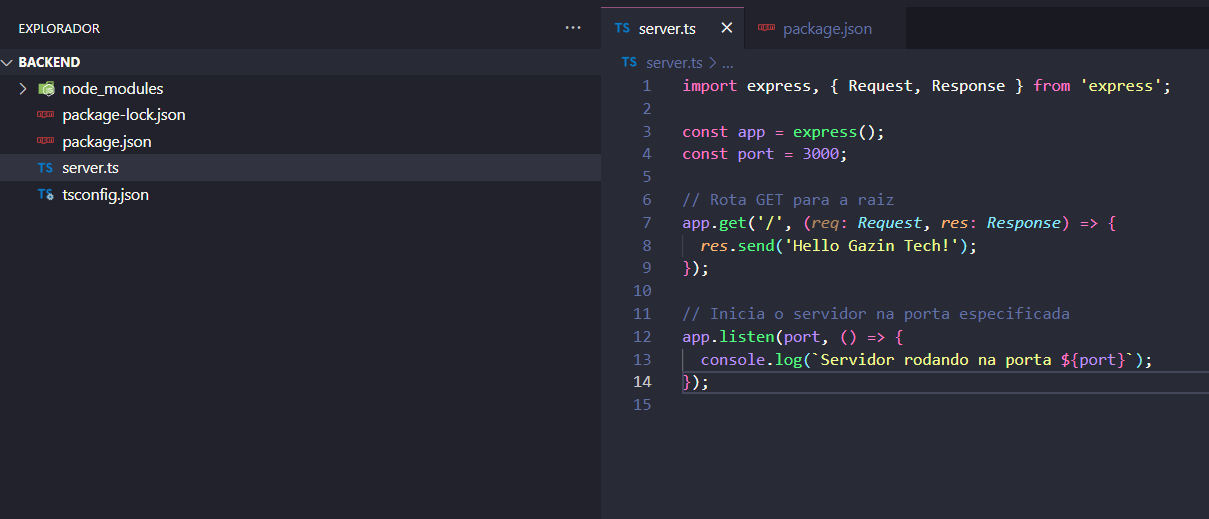 EXPLORADOR ...
BACKEND
node_modules
package-lock.json
package.json
TS server.ts
TS tsconfig.json
TS server.ts package.json
TS server.ts > ...
1 import express, { Request, Response } from 'express';
2
3 const app = express();
4 const port = 3000;
5
6 // Rota GET para a raiz
7 app.get('/', (req: Request, res: Response) => {
8   res.send('Hello Gazin Tech!');
9 });
10
11 // Inicia o servidor na porta especificada
12 app.listen(port, () => {
13   console.log(`Servidor rodando na porta ${port}`);
14 });
15